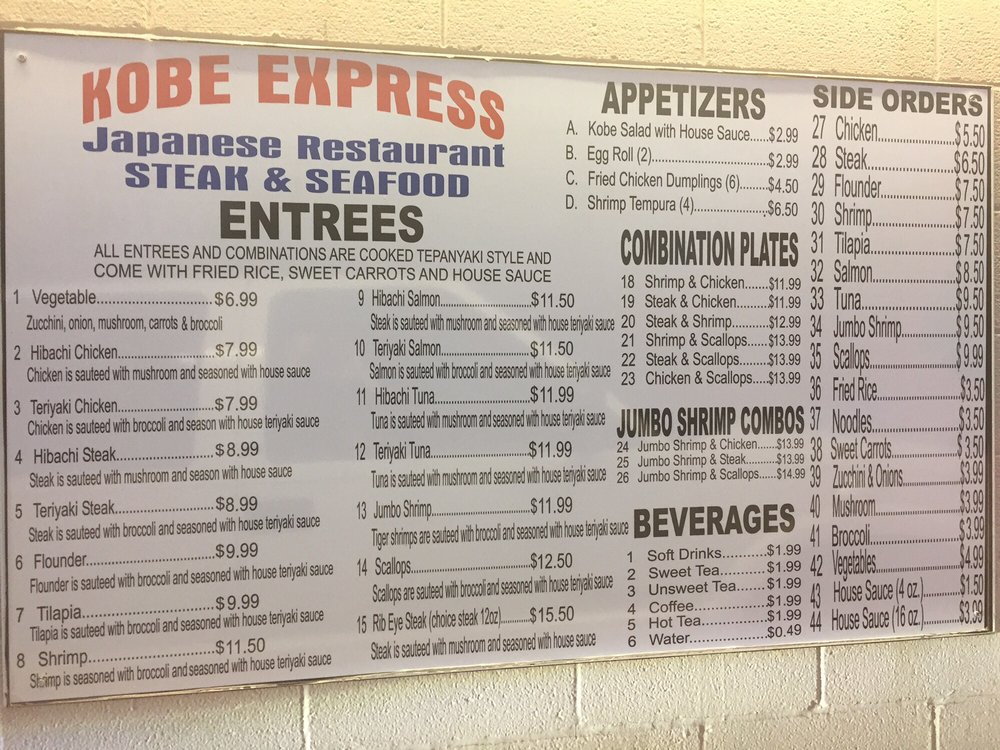 KOBE EXPRESS
Japanese Restaurant
STEAK & SEAFOOD
ENTREES
ALL ENTREES AND COMBINATIONS ARE COOKED TEPANYAKI STYLE AND
COME WITH FRIED RICE, SWEET CARROTS AND HOUSE SAUCE
1 Vegetable..........................$6.99
Zucchini, onion, mushroom, carrots & broccoli
2 Hibachi Chicken......................$7.99
Chicken is sauteed with mushroom and seasoned with house sauce
3 Teriyaki Chicken......................$7.99
Chicken is sauteed with broccoli and season with house teriyaki sauce
4 Hibachi Steak......................$8.99
Steak is sauteed with mushroom and season with house sauce
5 Teriyaki Steak......................$8.99
Steak is sauteed with broccoli and seasoned with house teriyaki sauce
6 Flounder..........................$9.99
Flounder is sauteed with broccoli and seasoned with house teriyaki sauce
7 Tilapia..........................$9.99
Tilapia is sauteed with broccoli and seasoned with house teriyaki sauce
8 Shrimp..........................$11.50
Shrimp is seasoned with broccoli and seasoned with house teriyaki sauce
9 Hibachi Salmon..................$11.50
Steak is sauteed with mushroom and seasoned with house teriyaki sauce
10 Teriyaki Salmon..................$11.50
Salmon is sauteed with broccoli and seasoned with house teriyaki sauce
11 Hibachi Tuna....................$11.99
Tuna is sauteed with mushroom and seasoned with house teriyaki sauce
12 Teriyaki Tuna....................$11.99
Tuna is sauteed with mushroom and seasoned with house teriyaki sauce
13 Jumbo Shrimp....................$11.99
Tiger shrimps are sauteed with broccoli and seasoned with house teriyaki sauce
14 Scallops........................$12.50
Scallops are sauteed with broccoli and seasoned with house teriyaki sauce
15 Rib Eye Steak (choice steak 12oz).........$15.50
Steak is sauteed with mushroom and seasoned with house sauce
APPETIZERS
A. Kobe Salad with House Sauce.....$2.99
B. Egg Roll (2)..........................$2.99
C. Fried Chicken Dumplings (6)........$4.50
D. Shrimp Tempura (4)..................$6.50
COMBINATION PLATES
18 Shrimp & Chicken.......$11.99
19 Steak & Chicken.........$11.99
20 Steak & Shrimp..........$12.99
21 Shrimp & Scallops.......$13.99
22 Steak & Scallops........$13.99
23 Chicken & Scallops.....$13.99
JUMBO SHRIMP COMBOS
24 Jumbo Shrimp & Chicken......$13.99
25 Jumbo Shrimp & Steak.........$13.99
26 Jumbo Shrimp & Scallops.....$14.99
BEVERAGES
1 Soft Drinks...........$1.99
2 Sweet Tea...........$1.99
3 Unsweet Tea.......$1.99
4 Coffee................$1.99
5 Hot Tea...............$1.99
6 Water.................$0.49
SIDE ORDERS
27 Chicken..............$5.50
28 Steak................$6.50
29 Flounder............$7.50
30 Shrimp..............$7.50
31 Tilapia...............$7.50
32 Salmon..............$8.50
33 Tuna.................$9.50
34 Jumbo Shrimp.......$9.50
35 Scallops.............$9.99
36 Fried Rice...........$3.50
37 Noodles.............$3.50
38 Sweet Carrots.......$3.50
39 Zucchini & Onions....$3.99
40 Mushroom...........$3.99
41 Broccoli.............$3.99
42 Vegetables..........$4.99
43 House Sauce (4 oz.)....$1.50
44 House Sauce (16 oz.)...$3.99